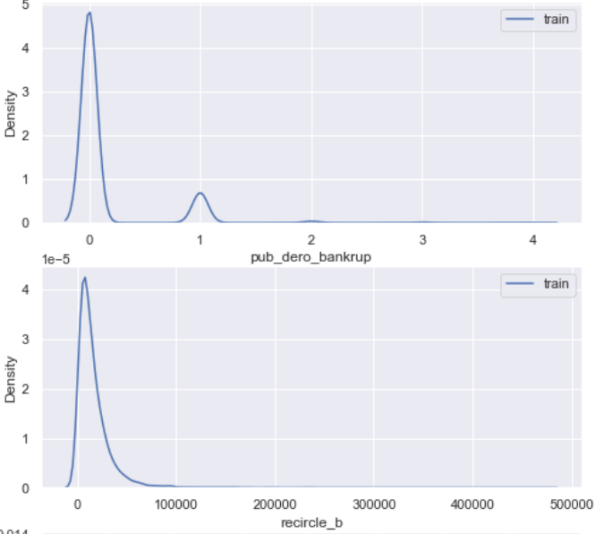 5
train
4
3
2
1
0
Density
0 1 2 3 4
pub_dero_bankrup
1e−5
train
4
3
2
1
0
Density
0 100000 200000 300000 400000 500000
recircle_b